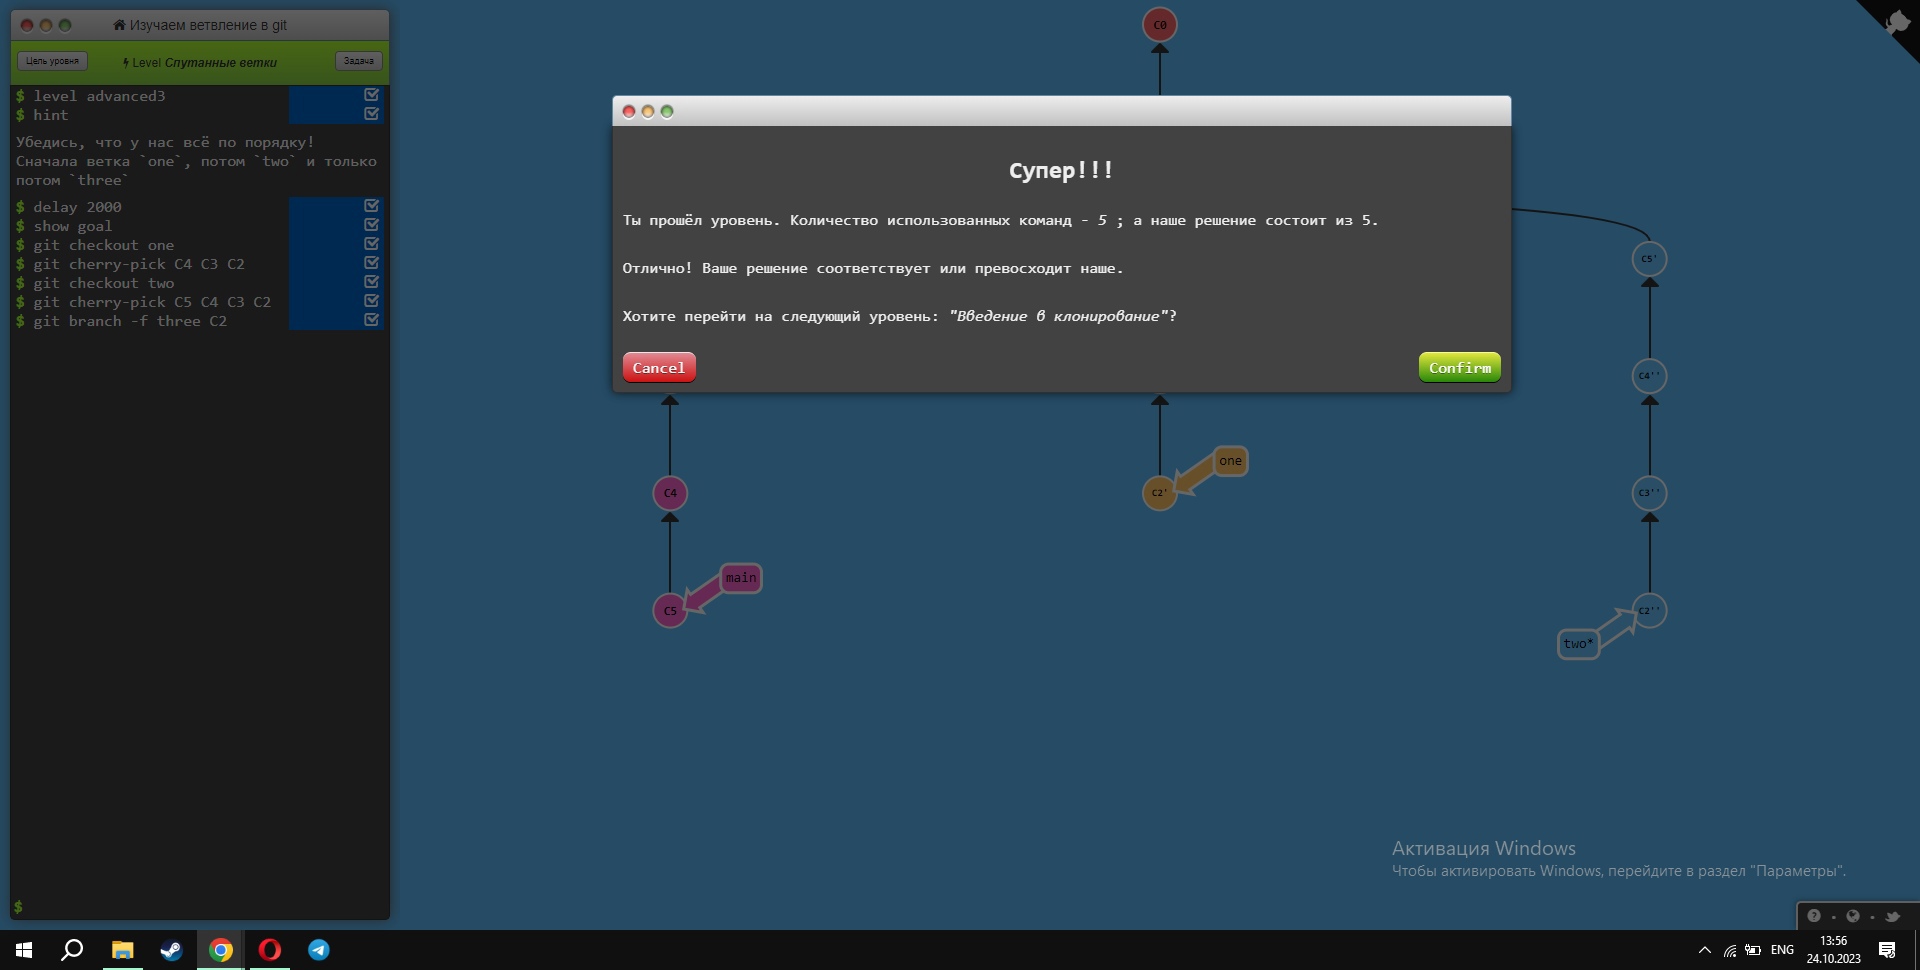 Изучаем ветвление в git
Цель уровня
Level Спутанные ветки
Задача
$ level advanced3
$ hint
Убедись, что у нас всё по порядку!
Сначала ветка `one`, потом `two` и только
потом `three`
$ delay 2000
$ show goal
$ git checkout one
$ git cherry-pick C4 C3 C2
$ git checkout two
$ git cherry-pick C5 C4 C3 C2
$ git branch -f three C2
$
C0
Супер!!!
Ты прошёл уровень. Количество использованных команд - 5 ; а наше решение состоит из 5.
Отлично! Ваше решение соответствует или превосходит наше.
Хотите перейти на следующий уровень: "Введение в клонирование"?
Cancel
Confirm
C5'
C4''
one
C4
C2'
C3''
main
C5
C2''
two*
Активация Windows
Чтобы активировать Windows, перейдите в раздел "Параметры".
ENG
13:56
24.10.2023